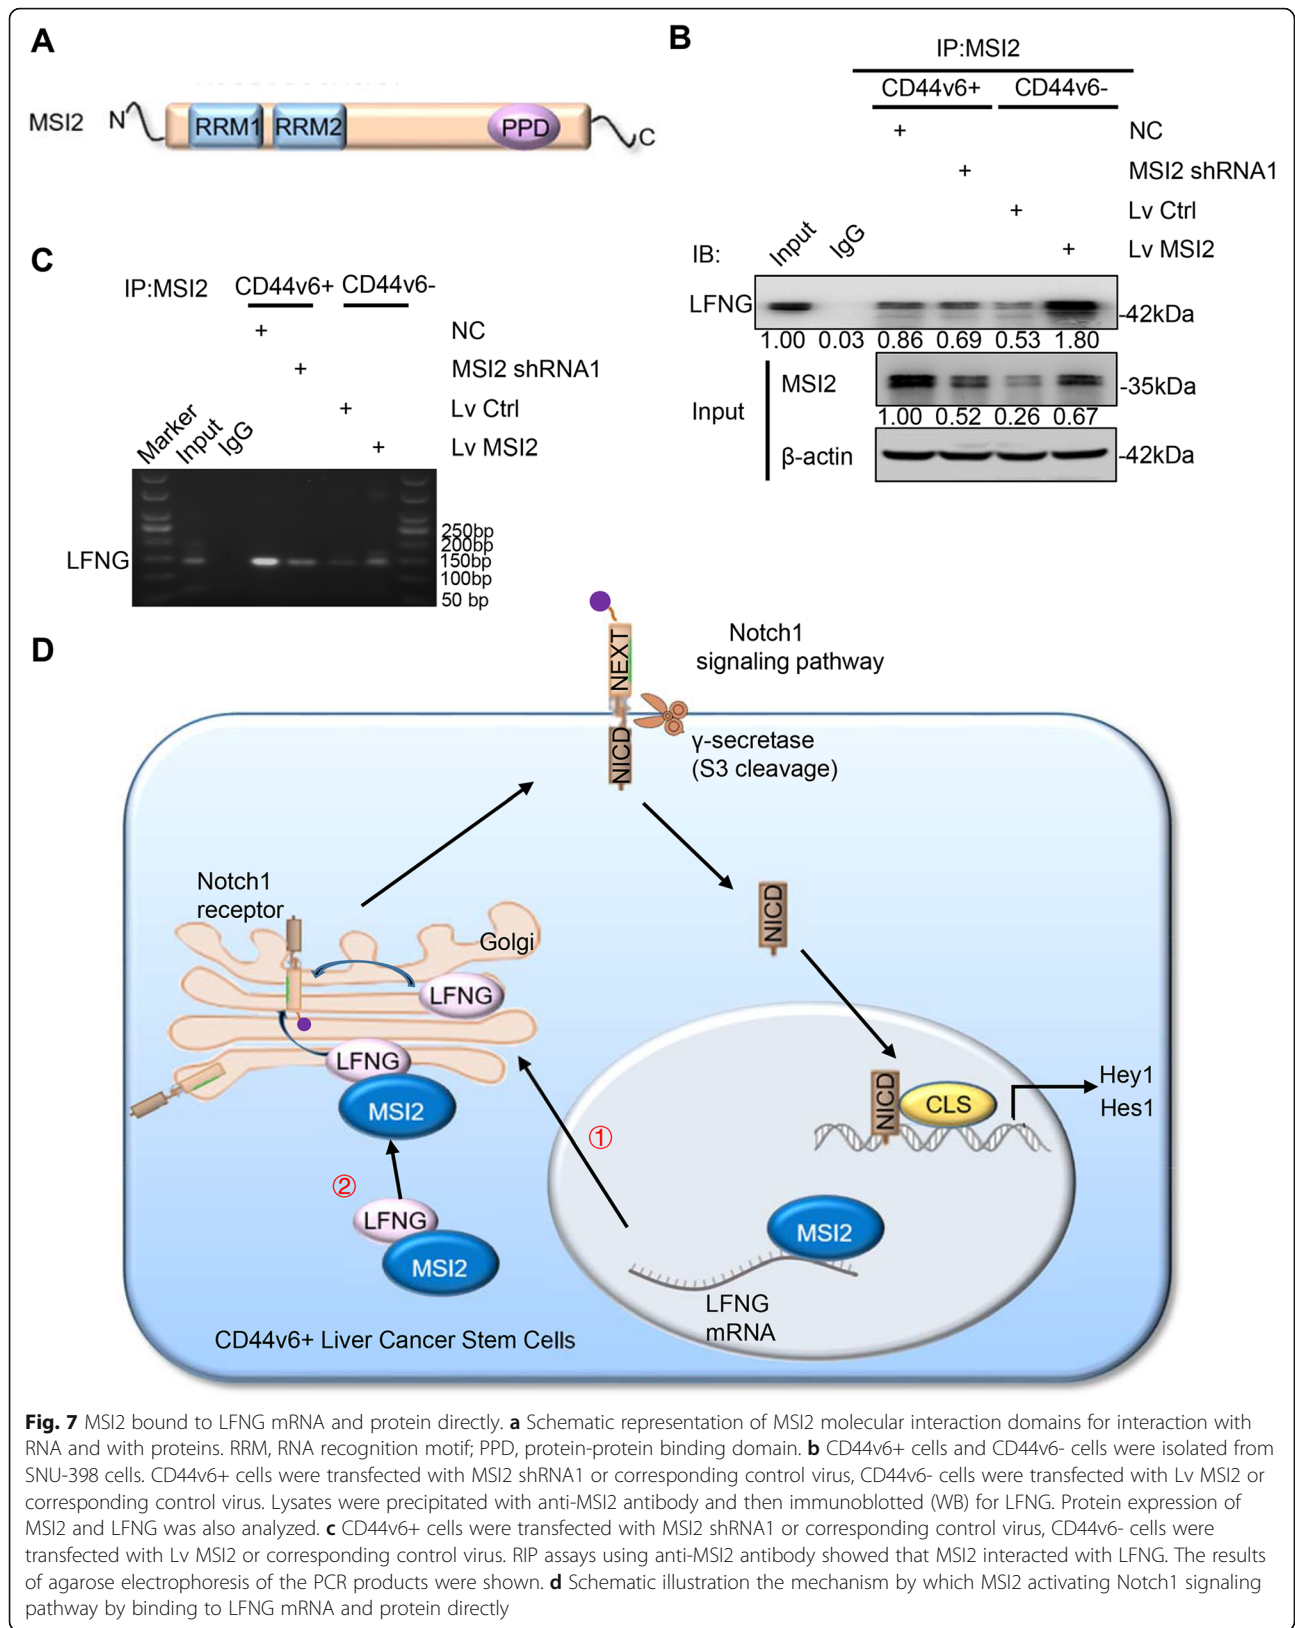 A
MSI2
N
RRM1
RRM2
PPD
C
B
IP:MSI2
CD44v6+
CD44v6-
+
NC
+
MSI2 shRNA1
+
Lv Ctrl
+
Lv MSI2
IB:
Input
IgG
LFNG
-42kDa
1.00 0.03 0.86 0.69 0.53 1.80
Input
MSI2
-35kDa
1.00 0.52 0.26 0.67
β-actin
-42kDa
C
IP:MSI2
CD44v6+
CD44v6-
+
NC
+
MSI2 shRNA1
+
Lv Ctrl
+
Lv MSI2
Marker
Input
IgG
LFNG
250bp
200bp
150bp
100bp
50 bp
D
NEXT
NICD
Notch1
signaling pathway
γ-secretase
(S3 cleavage)
Notch1
receptor
Golgi
LFNG
LFNG
MSI2
②
LFNG
MSI2
①
NICD
NICD
CLS
Hey1
Hes1
MSI2
LFNG
mRNA
CD44v6+ Liver Cancer Stem Cells
Fig. 7 MSI2 bound to LFNG mRNA and protein directly. a Schematic representation of MSI2 molecular interaction domains for interaction with
RNA and with proteins. RRM, RNA recognition motif; PPD, protein-protein binding domain. b CD44v6+ cells and CD44v6- cells were isolated from
SNU-398 cells. CD44v6+ cells were transfected with MSI2 shRNA1 or corresponding control virus, CD44v6- cells were transfected with Lv MSI2 or
corresponding control virus. Lysates were precipitated with anti-MSI2 antibody and then immunoblotted (WB) for LFNG. Protein expression of
MSI2 and LFNG was also analyzed. c CD44v6+ cells were transfected with MSI2 shRNA1 or corresponding control virus, CD44v6- cells were
transfected with Lv MSI2 or corresponding control virus. RIP assays using anti-MSI2 antibody showed that MSI2 interacted with LFNG. The results
of agarose electrophoresis of the PCR products were shown. d Schematic illustration the mechanism by which MSI2 activating Notch1 signaling
pathway by binding to LFNG mRNA and protein directly